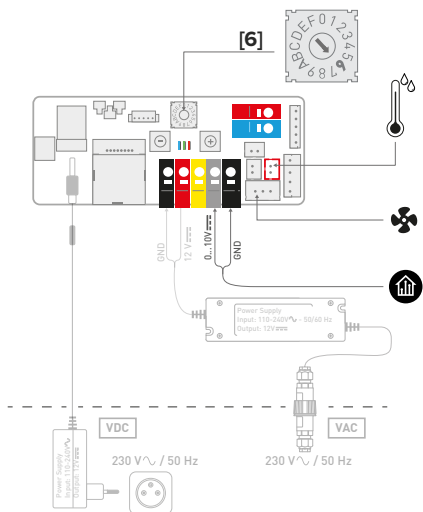 [6]
0 1 2 3 4 5 6 7 8 9 A B C D E F
GND
12 V
0...10V
GND
Power Supply
Input: 110-240V∿ - 50/60 Hz
Output: 12V
VDC
VAC
230 V∿ / 50 Hz
230 V∿ / 50 Hz
Power Supply
Input: 110-240V∿
Output: 12V